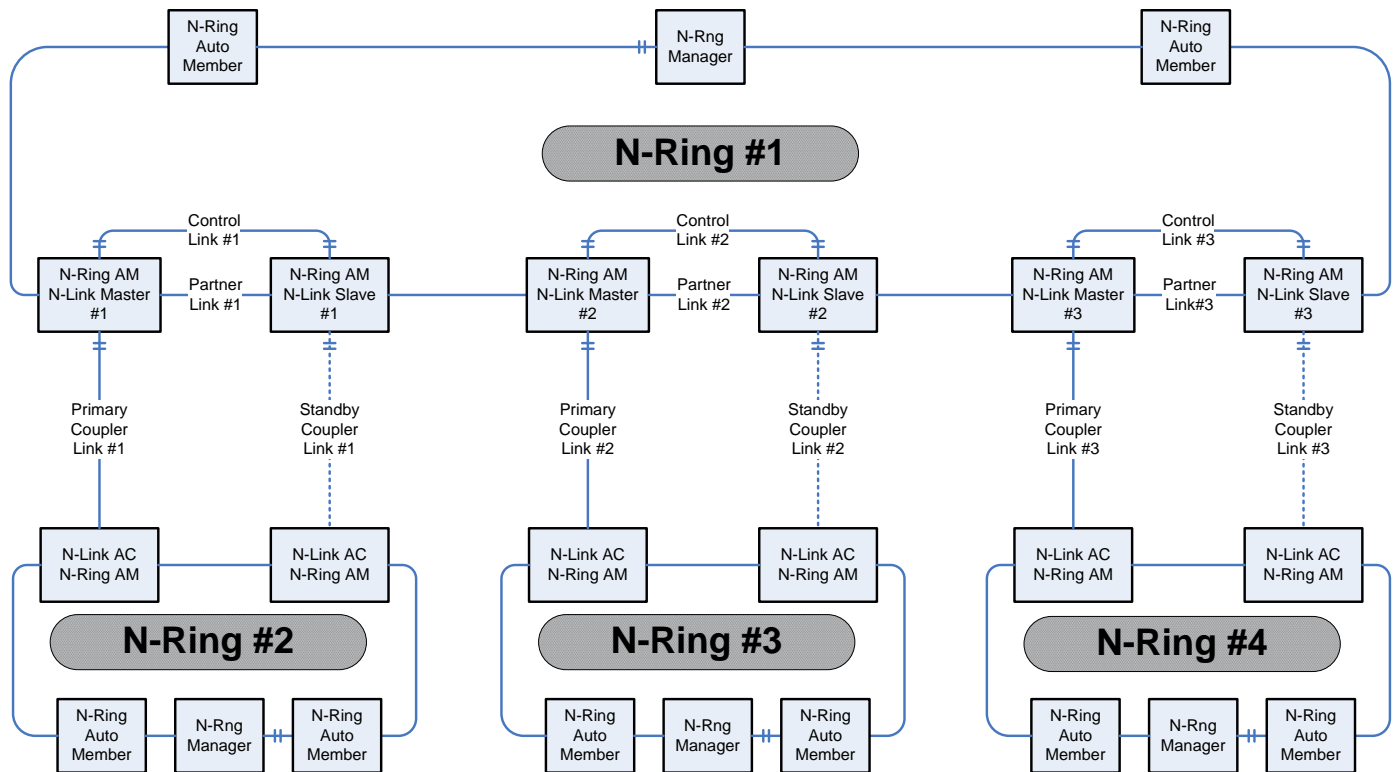 N-Ring
Auto
Member
N-Rng
Manager
N-Ring
Auto
Member
N-Ring #1
Control
Link #1
Control
Link #2
Control
Link #3
N-Ring AM
N-Link Master
#1
Partner
Link #1
N-Ring AM
N-Link Slave
#1
N-Ring AM
N-Link Master
#2
Partner
Link #2
N-Ring AM
N-Link Slave
#2
N-Ring AM
N-Link Master
#3
Partner
Link#3
N-Ring AM
N-Link Slave
#3
Primary
Coupler
Link #1
Standby
Coupler
Link #1
Primary
Coupler
Link #2
Standby
Coupler
Link #2
Primary
Coupler
Link #3
Standby
Coupler
Link #3
N-Link AC
N-Ring AM
N-Link AC
N-Ring AM
N-Link AC
N-Ring AM
N-Link AC
N-Ring AM
N-Link AC
N-Ring AM
N-Link AC
N-Ring AM
N-Ring #2
N-Ring #3
N-Ring #4
N-Ring
Auto
Member
N-Rng
Manager
N-Ring
Auto
Member
N-Ring
Auto
Member
N-Rng
Manager
N-Ring
Auto
Member
N-Ring
Auto
Member
N-Rng
Manager
N-Ring
Auto
Member